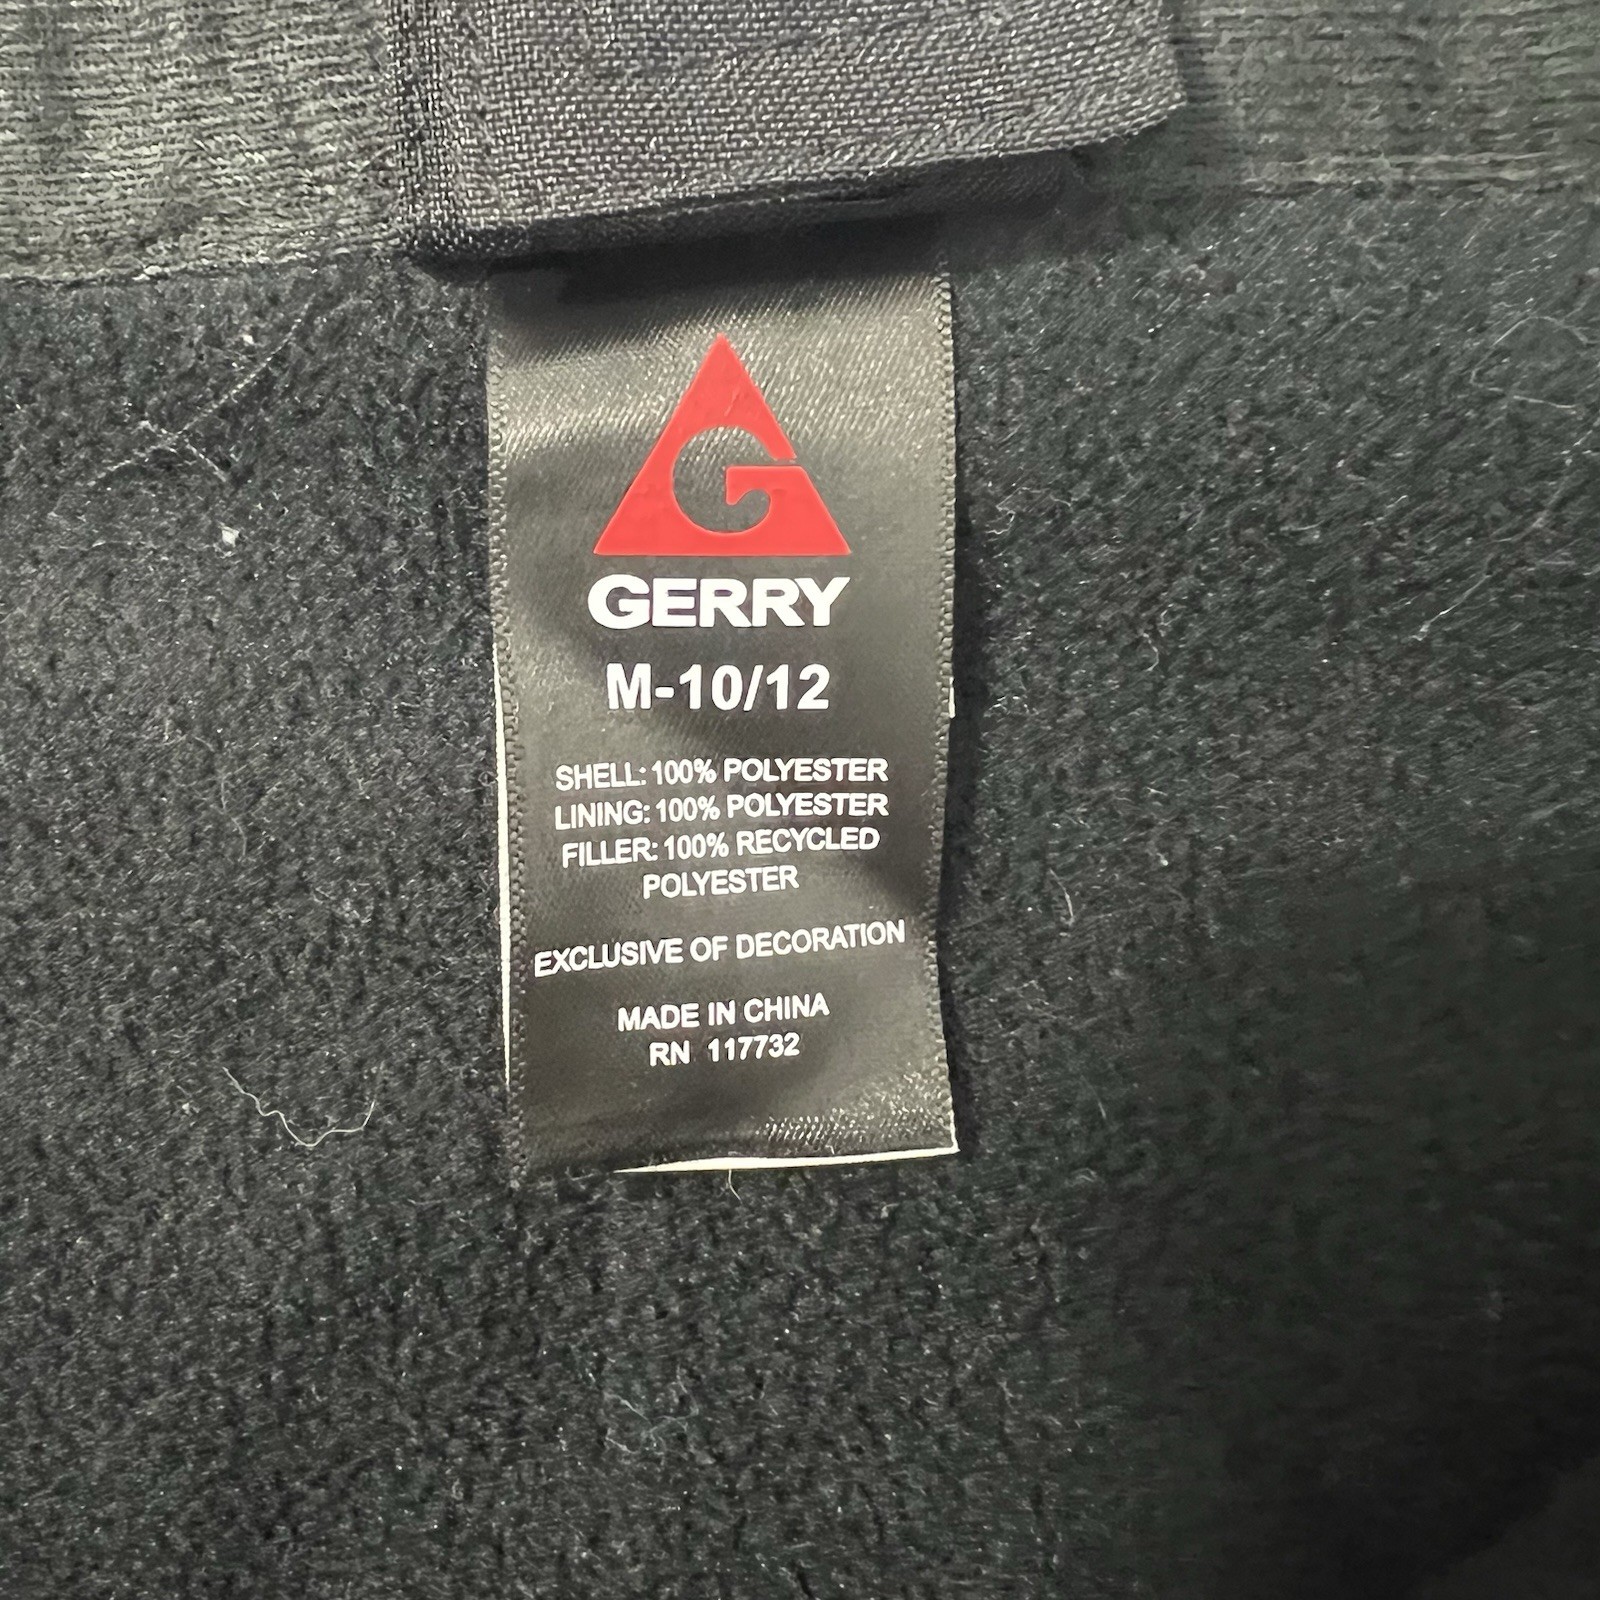 G
GERRY
M-10/12
SHELL: 100% POLYESTER
LINING: 100% POLYESTER
FILLER: 100% RECYCLED
POLYESTER
EXCLUSIVE OF DECORATION
MADE IN CHINA
RN 117732